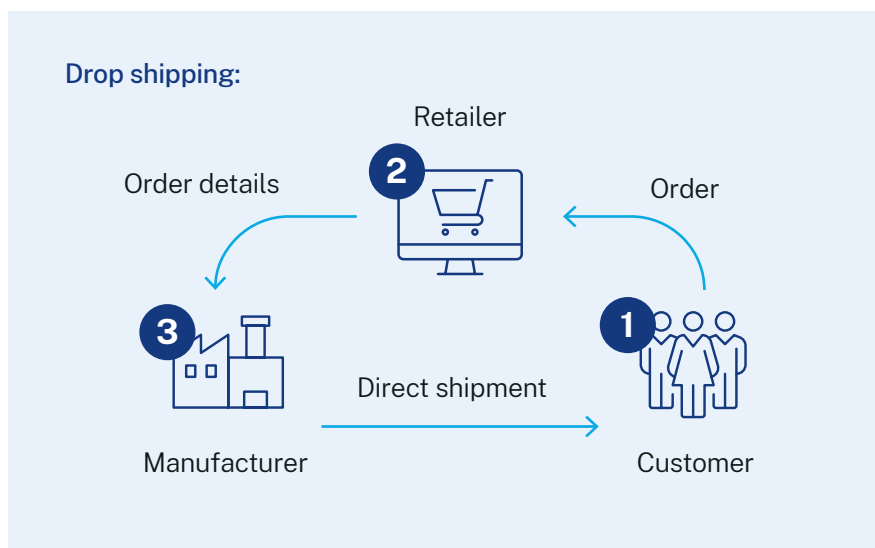 Drop shipping:
Retailer
2
Order details
Order
3
1
Direct shipment
Manufacturer
Customer